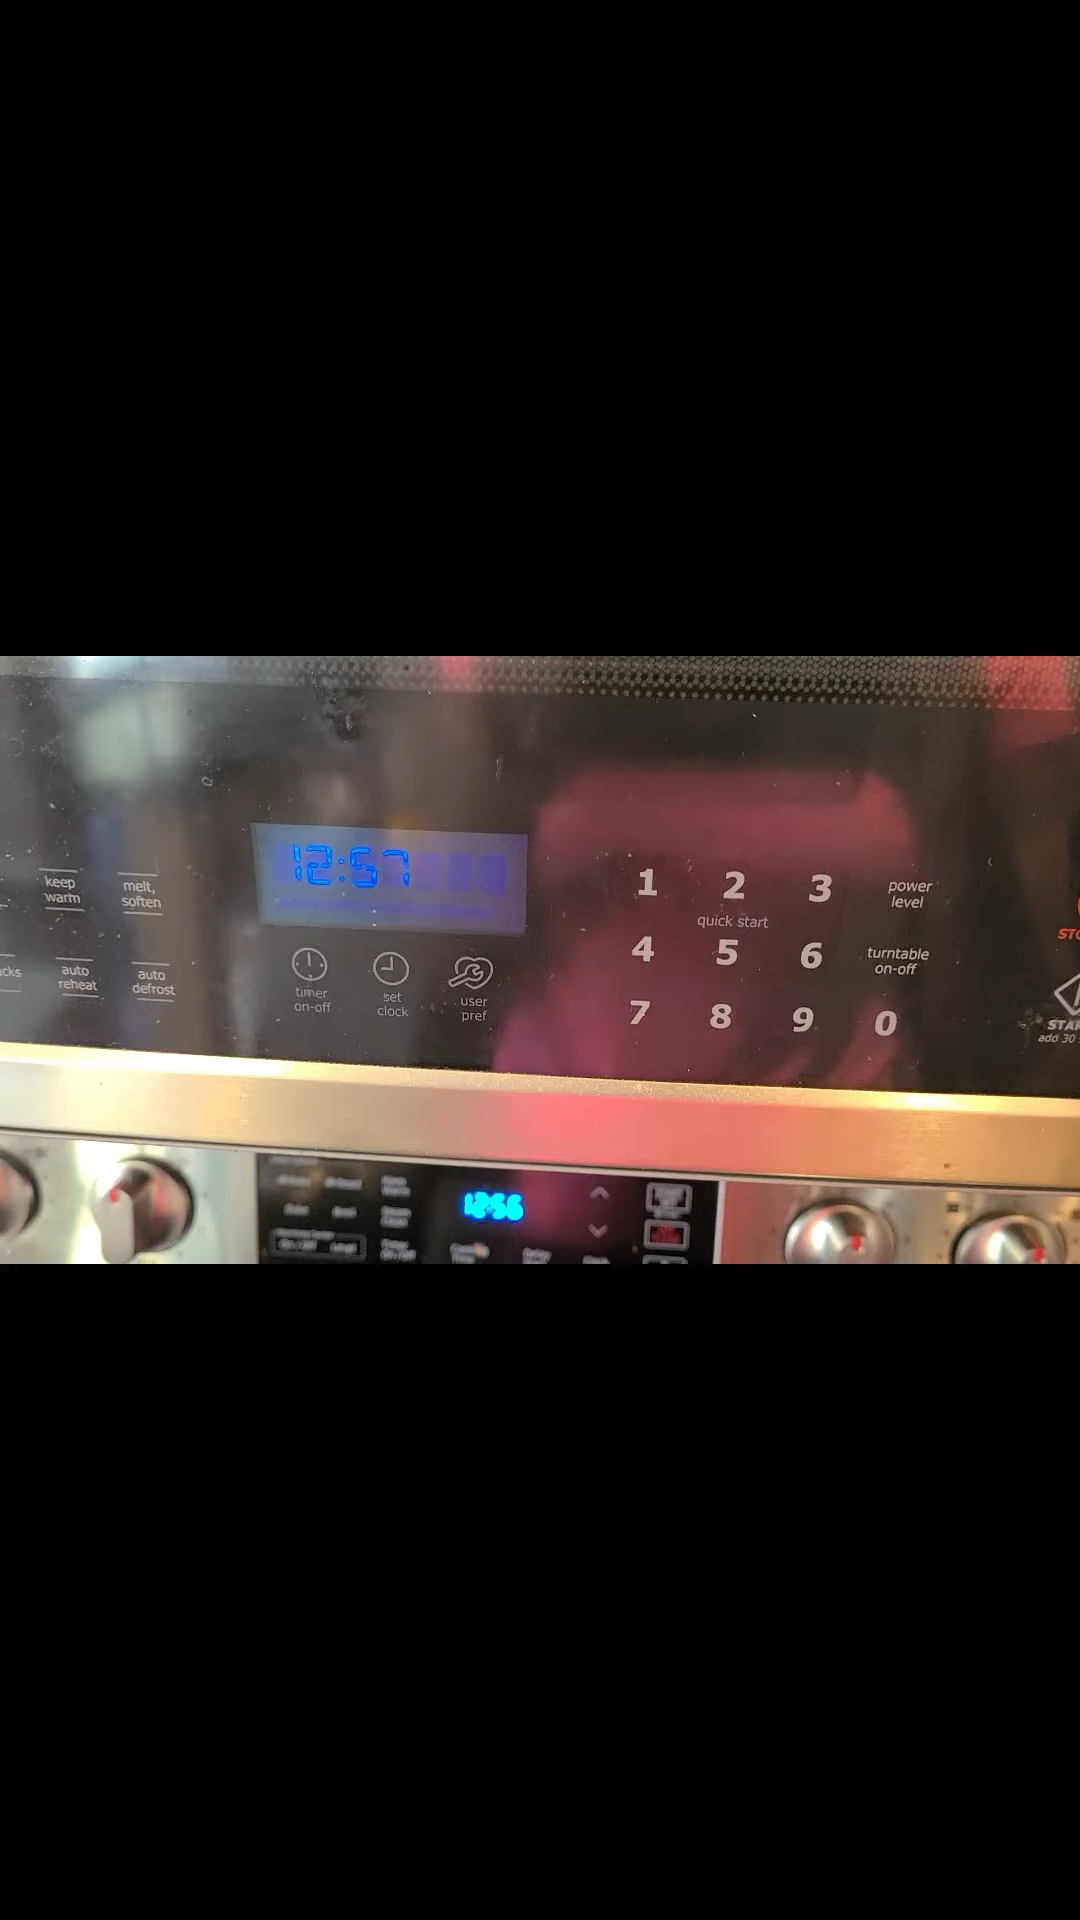 12:57
keep
warm
melt,
soften
auto
reheat
auto
defrost
timer
on-off
set
clock
user
pref
1 2 3
quick start
4 5 6
7 8 9 0
power
level
turntable
on-off
add 30
12:56